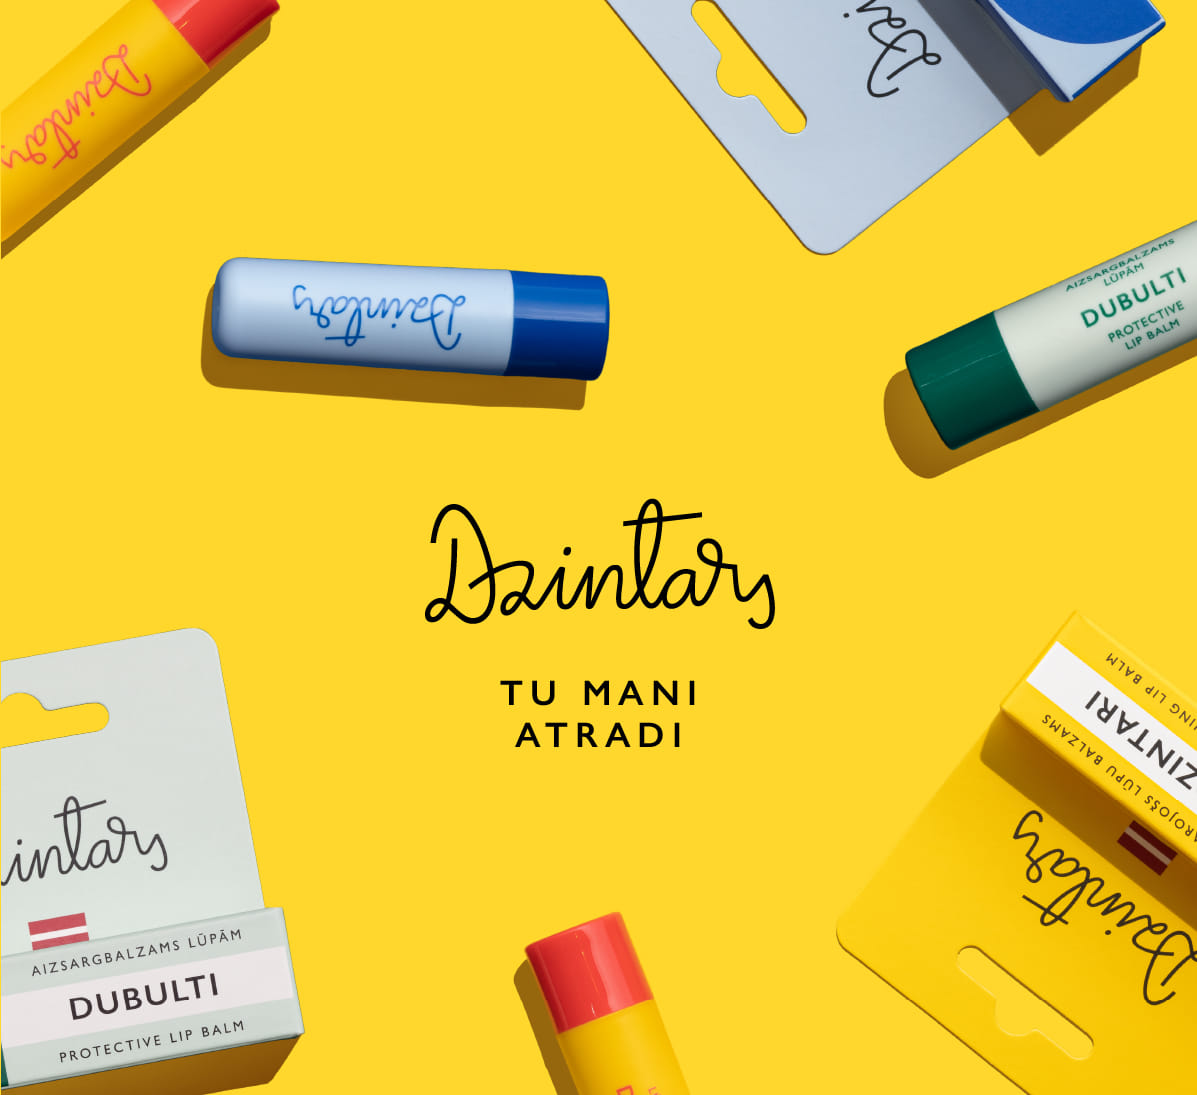 Dzintars
Dzi
Dzintars
AIZSARGBALZAMS
LŪPĀM
DUBULTI
PROTECTIVE
LIP BALM
Dzintars
TU MANI
ATRADI
LIP BALM
ZINTARI
LŪPU BALZAMS
Dzintars
intars
AIZSARGBALZAMS LŪPĀM
DUBULTI
PROTECTIVE LIP BALM